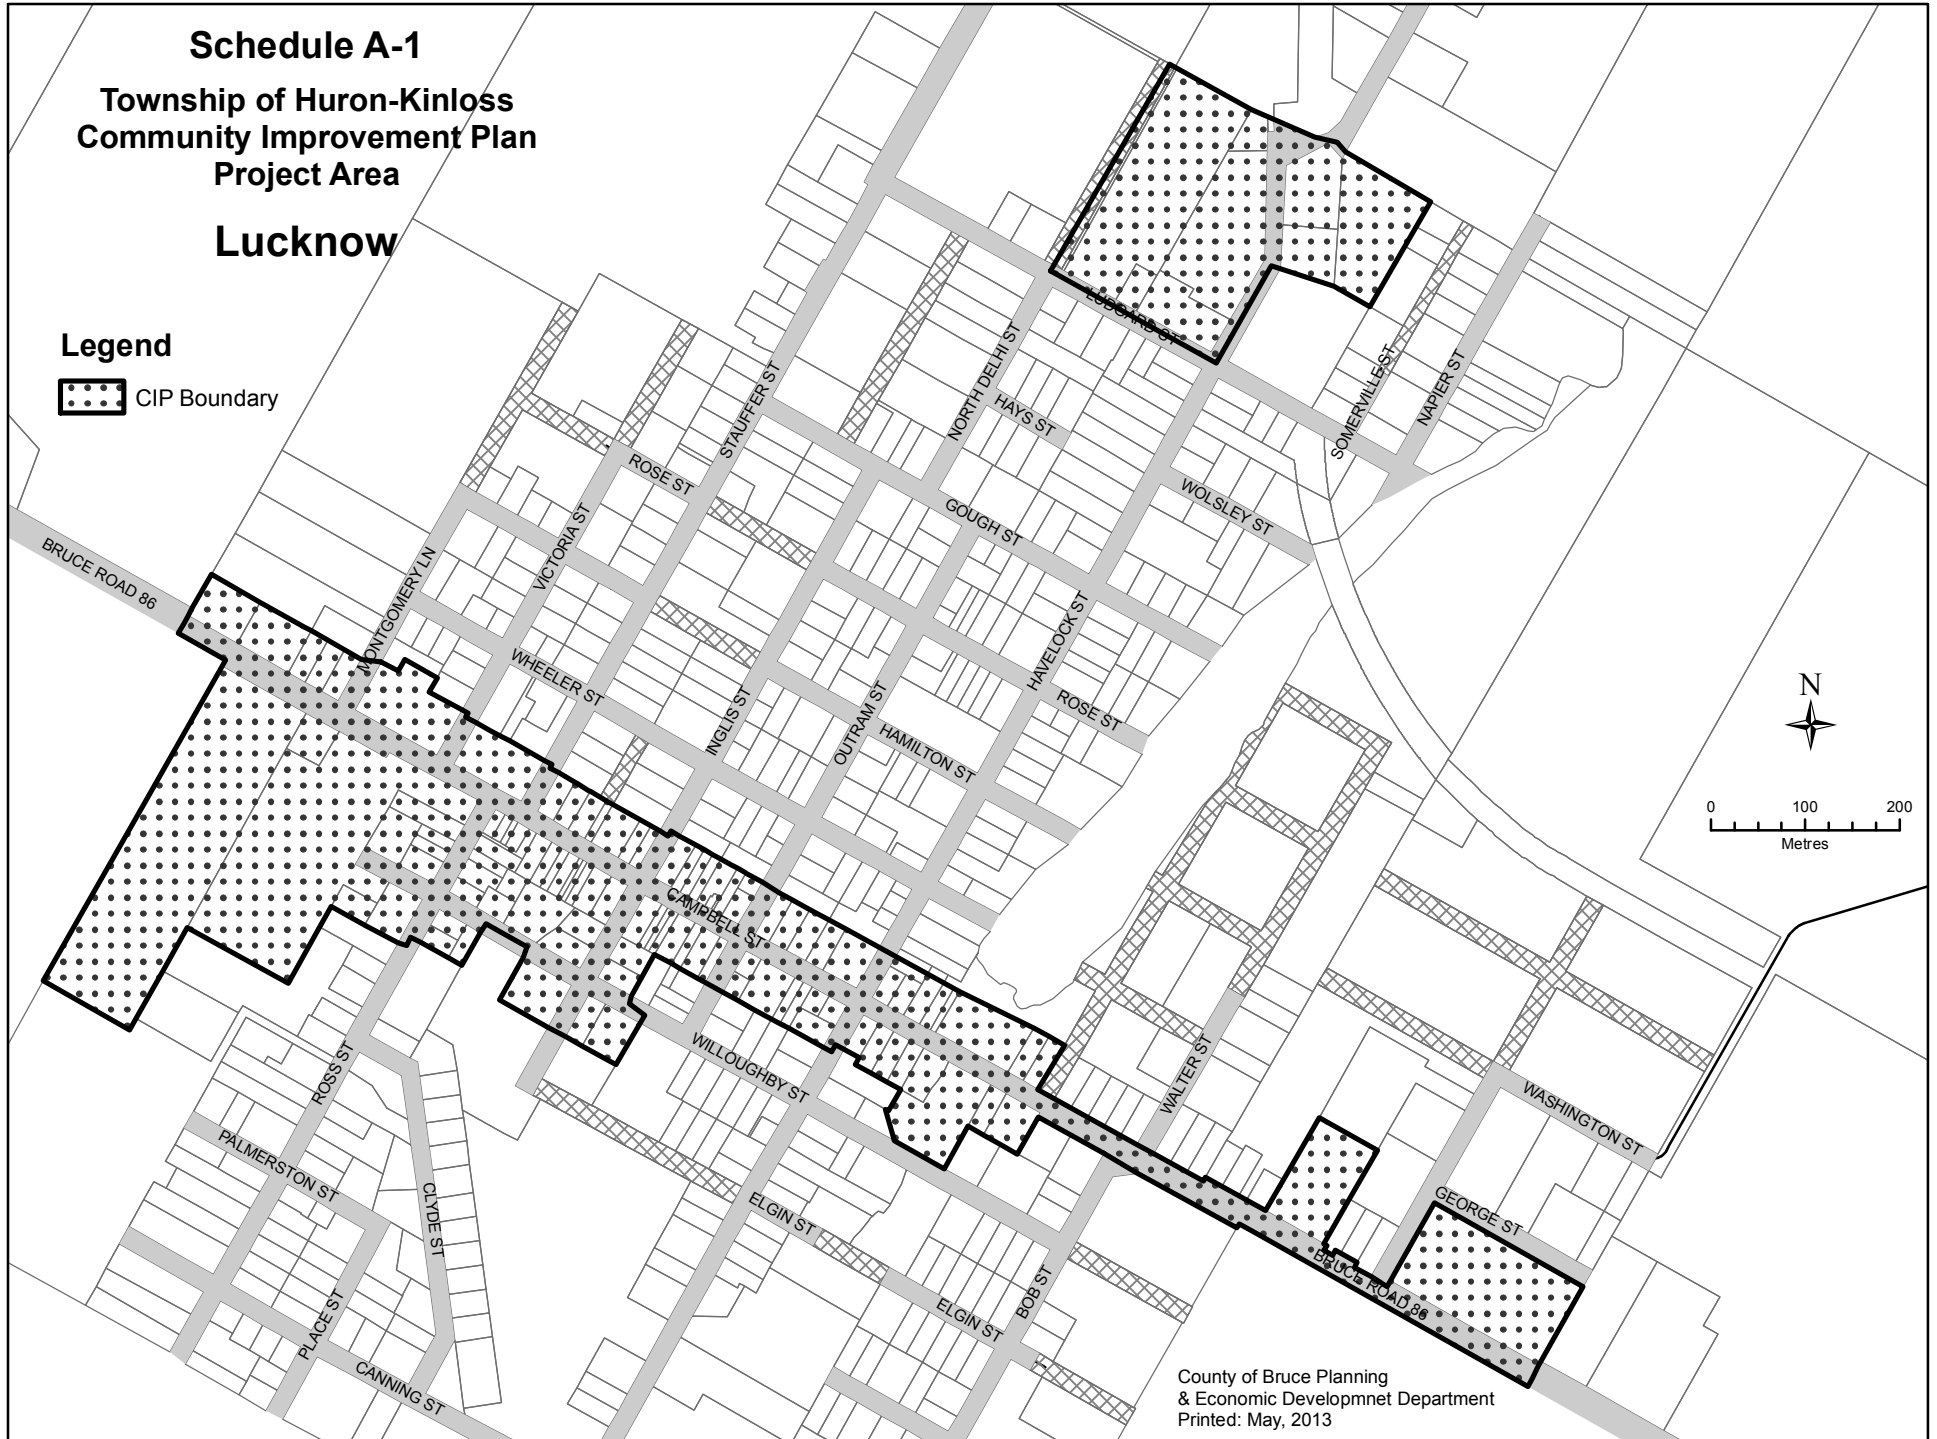 Schedule A-1
Township of Huron-Kinloss
Community Improvement Plan
Project Area
Lucknow
Legend
CIP Boundary
LUDGARD ST
NORTH DELHI ST
HAYS ST
STAUFFER ST
SOMERVILLE ST
NAPIER ST
ROSE ST
WOLSLEY ST
GOUGH ST
VICTORIA ST
BRUCE ROAD 86
MONTGOMERY LN
HAVELOCK ST
WHEELER ST
INGLIS ST
OUTRAM ST
ROSE ST
HAMILTON ST
N
0 100 200
Metres
CAMPBELL ST
WILLOUGHBY ST
ROSS ST
WALTER ST
WASHINGTON ST
PALMERSTON ST
CLYDE ST
ELGIN ST
GEORGE ST
BRUCE ROAD 86
PLACE ST
BOB ST
ELGIN ST
CANNING ST
County of Bruce Planning
& Economic Developmnet Department
Printed: May, 2013